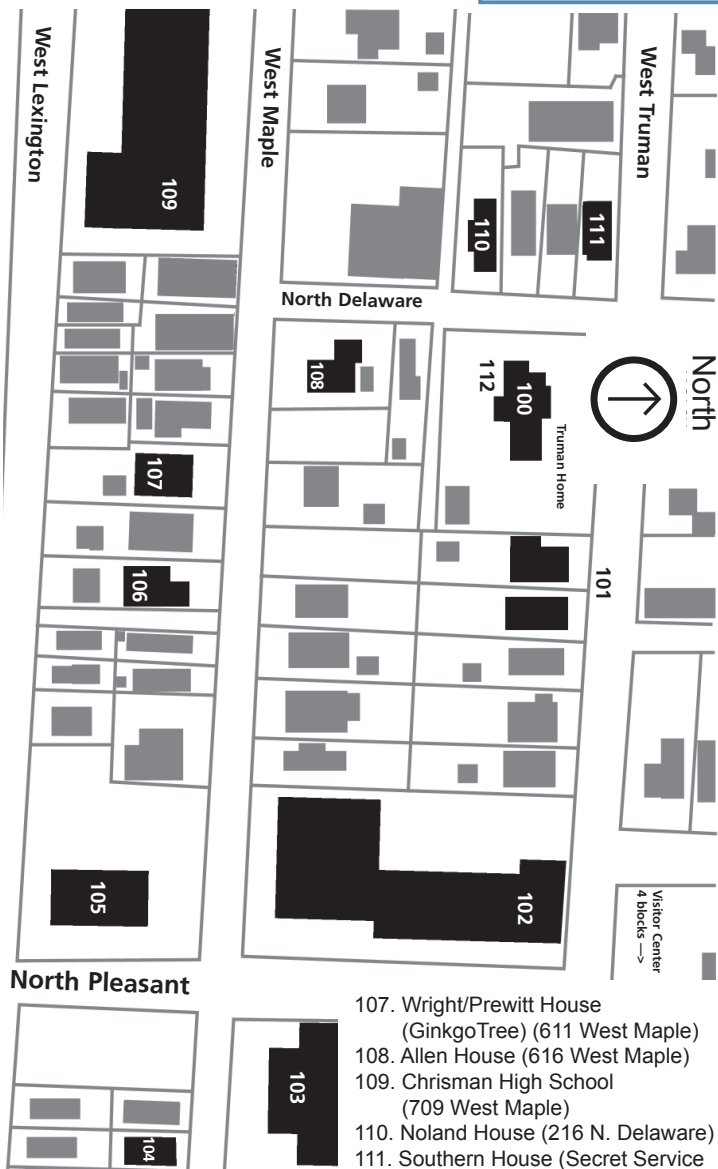 West Lexington
West Maple
West Truman
109
110
111
North Delaware
North
108
112
100
Truman Home
107
106
101
105
102
Visitor Center
4 blocks —>
North Pleasant
103
104
107. Wright/Prewitt House
(GinkgoTree) (611 West Maple)
108. Allen House (616 West Maple)
109. Chrisman High School
(709 West Maple)
110. Noland House (216 N. Delaware)
111. Southern House (Secret Service